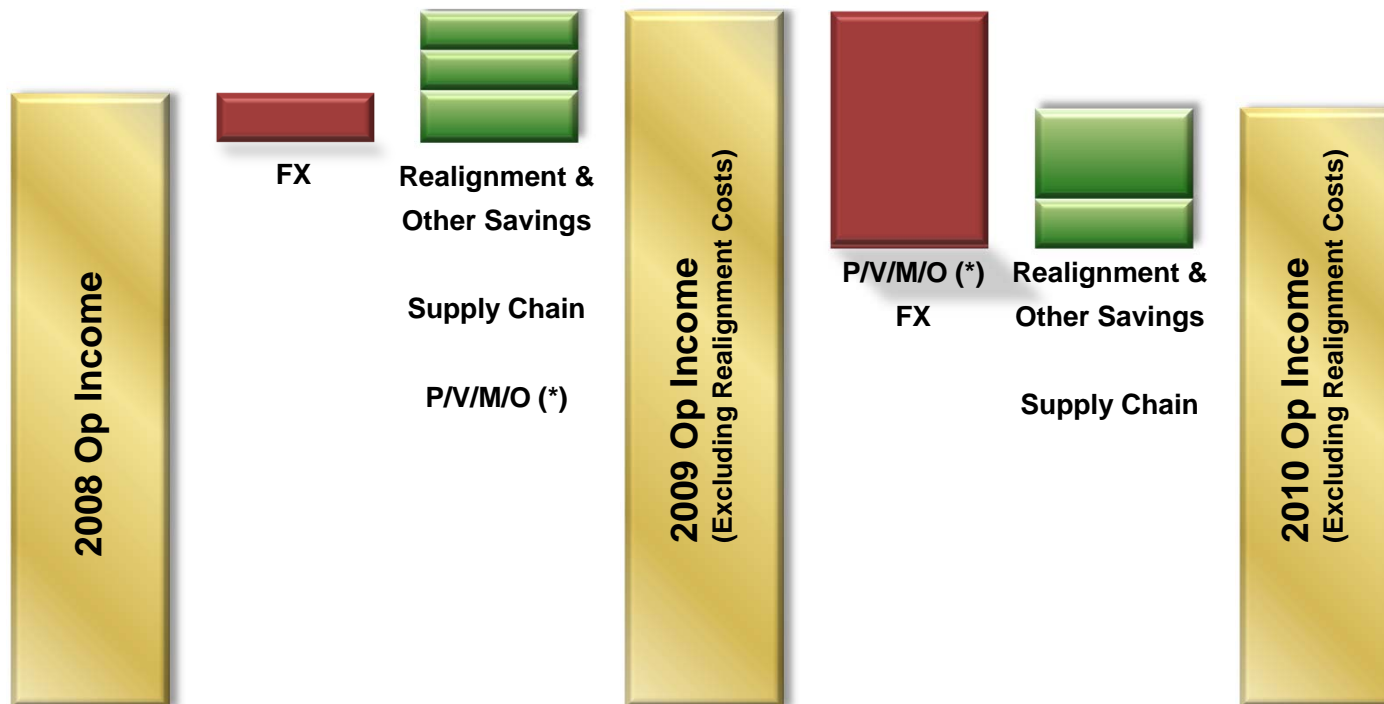 2008 Op Income
FX
Realignment &
Other Savings
Supply Chain
P/V/M/O (*)
2009 Op Income
(Excluding Realignment Costs)
P/V/M/O (*)
FX
Realignment &
Other Savings
Supply Chain
2010 Op Income
(Excluding Realignment Costs)